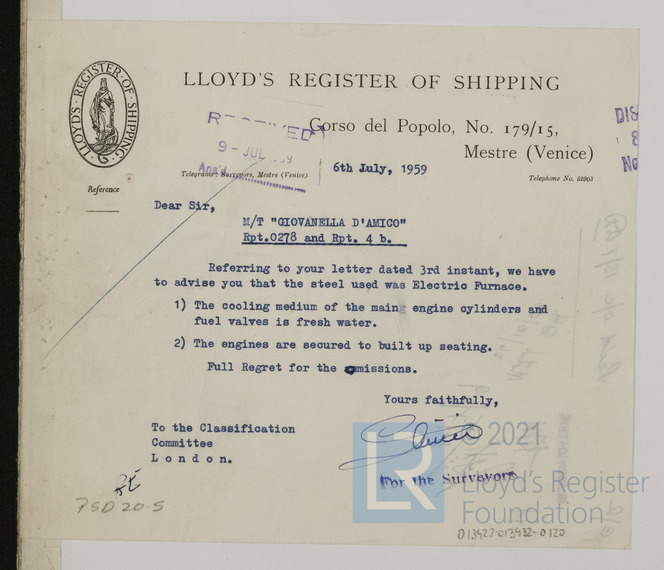 LLOYD'S REGISTER OF SHIPPING
LLOYD'S · REGISTER · OF · SHIPPING
RECEIVED
9 - JUL
Ans'd
Corso del Popolo, No. 179/15,
Mestre (Venice)
6th July, 1959
Telegrams: Surveyors, Mestre (Venice)
Telephone No. 58903
Reference
Dear Sir,
M/T "GIOVANELLA D'AMICO"
Rpt.0278 and Rpt. 4 b.
Referring to your letter dated 3rd instant, we have
to advise you that the steel used was Electric Furnace.
1) The cooling medium of the main engine cylinders and
fuel valves is fresh water.
2) The engines are secured to built up seating.
Full Regret for the omissions.
Yours faithfully,
To the Classification
Committee
L o n d o n.
For the Surveyors
PSD 20.5
© 2021
LR
Lloyd's Register
Foundation
D13927-013932-0120